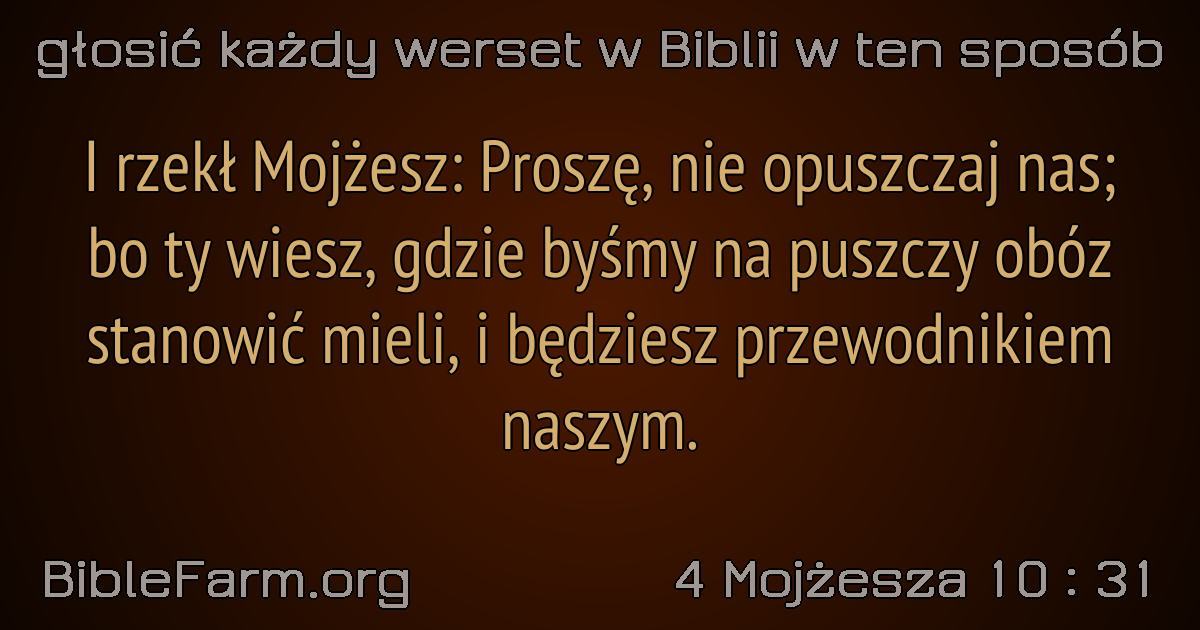 głosić każdy werset w Biblii w ten sposób
I rzekł Mojżesz: Proszę, nie opuszczaj nas;
bo ty wiesz, gdzie byśmy na puszczy obóz
stanowić mieli, i będziesz przewodnikiem
naszym.
BibleFarm.org
4 Mojżesza 10 : 31